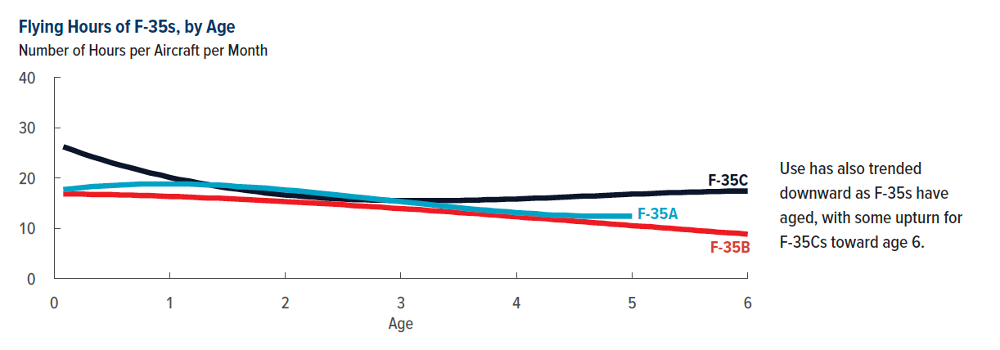 Flying Hours of F-35s, by Age
Number of Hours per Aircraft per Month
40
30
20
10
0
F-35C
F-35A
F-35B
0 1 2 3 4 5 6
Age
Use has also trended
downward as F-35s have
aged, with some upturn for
F-35Cs toward age 6.